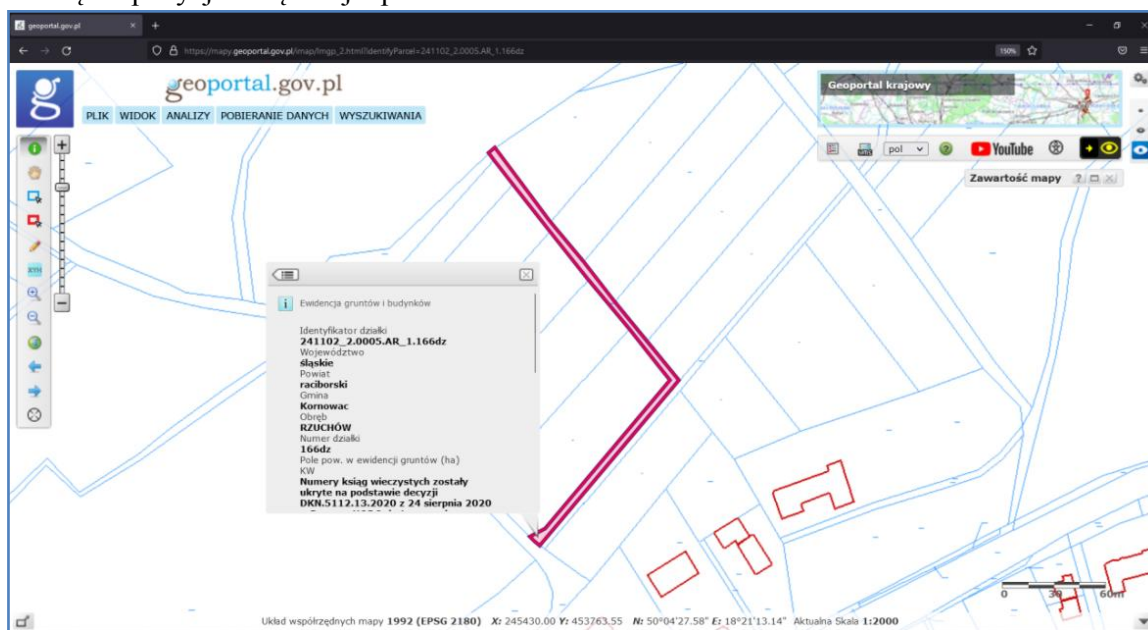 geoportal.gov.pl
https://mapy.geoportal.gov.pl/imap/Imgp_2.html?identifyParcel=241102_2.0005.AR_1.166dz
150%
geoportal.gov.pl
PLIK WIDOK ANALIZY POBIERANIE DANYCH WYSZUKIWANIA
Geoportal krajowy
pol
YouTube
Zawartość mapy
XYH
Ewidencja gruntów i budynków
Identyfikator działki
241102_2.0005.AR_1.166dz
Województwo
śląskie
Powiat
raciborski
Gmina
Kornowac
Obręb
RZUCHÓW
Numer działki
166dz
Pole pow. w ewidencji gruntów (ha)
KW
Numery ksiąg wieczystych zostały
ukryte na podstawie decyzji
DKN.5112.13.2020 z 24 sierpnia 2020
0 30 60m
Układ współrzędnych mapy 1992 (EPSG 2180) X: 245430.00 Y: 453763.55 N: 50°04'27.58" E: 18°21'13.14" Aktualna Skala 1:2000